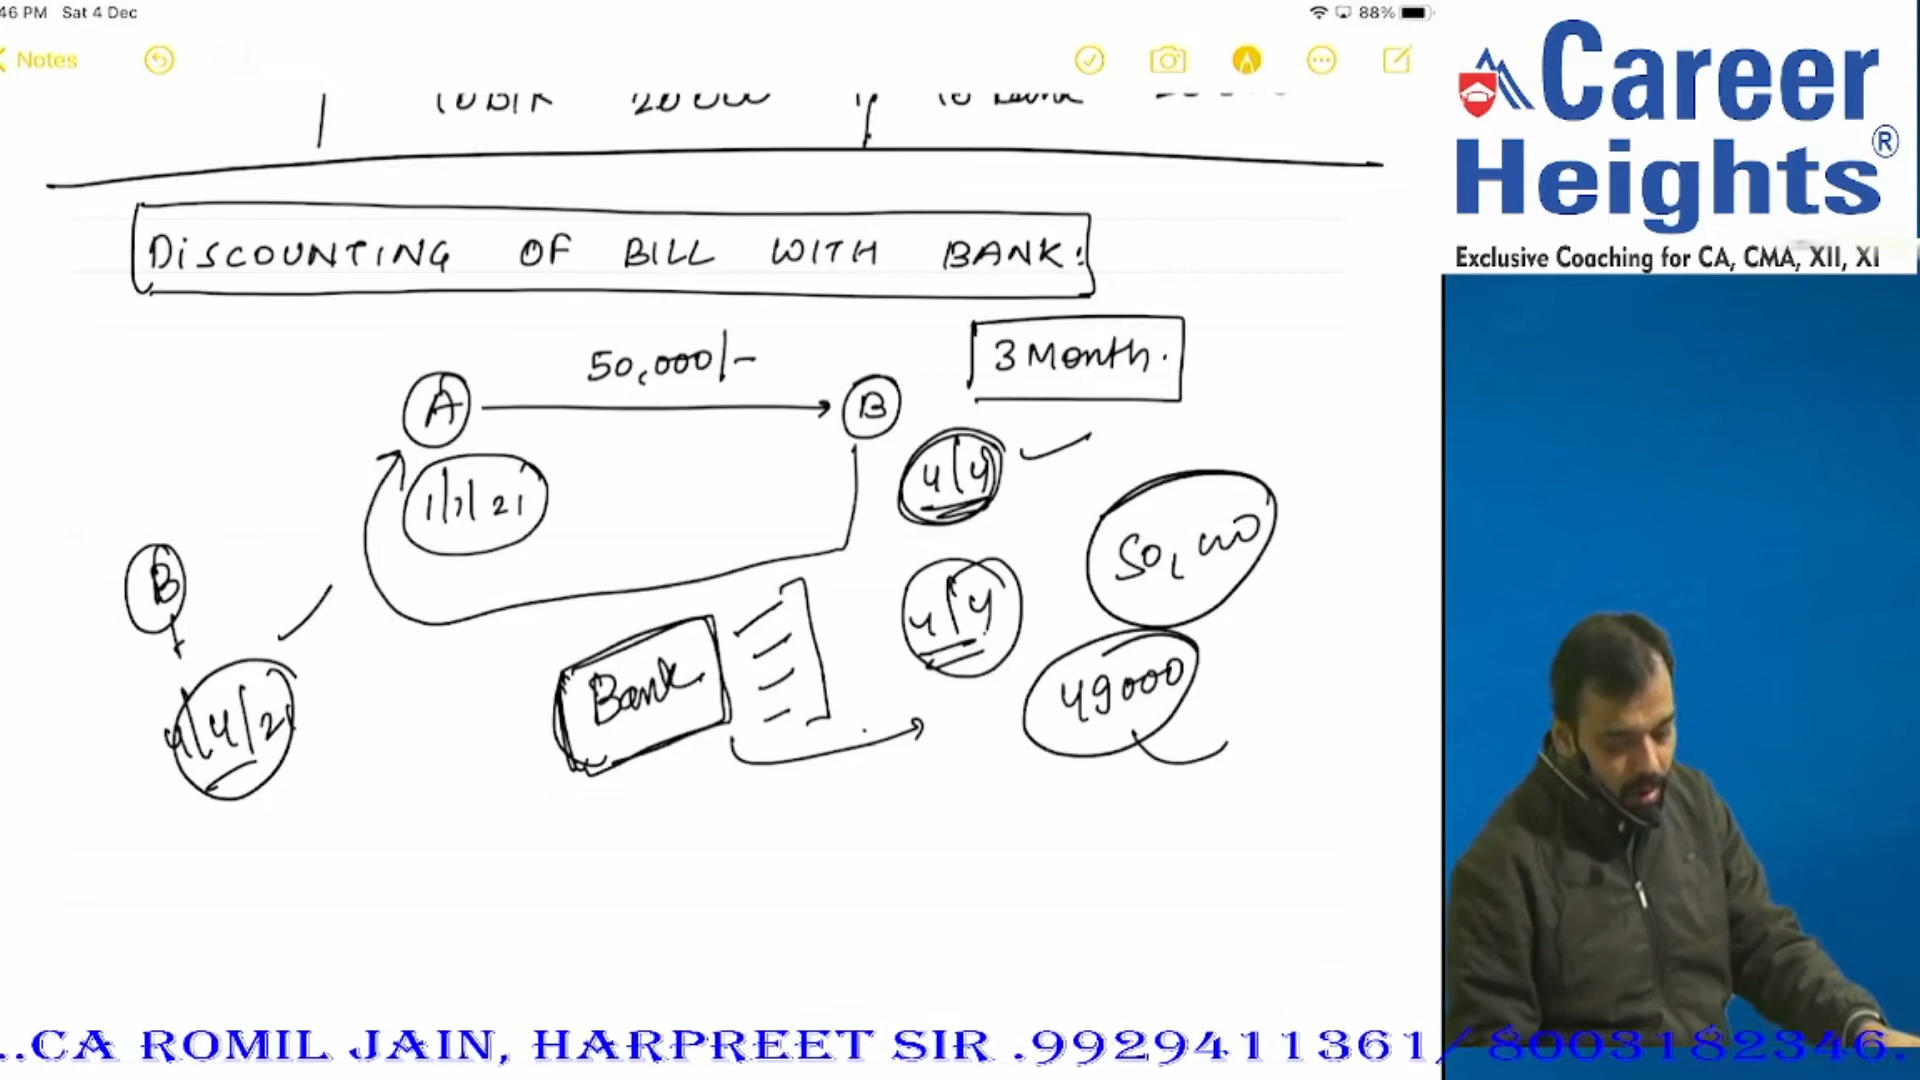 46 PM Sat 4 Dec
88%
Notes
20000
DISCOUNTING OF BILL WITH BANK:
50,000/- 3 Month.
A B
4/4
1/1/21
50,000
B
4/4
Bank 49000
4/4/21
Career
Heights®
Exclusive Coaching for CA, CMA, XII, XI
..CA ROMIL JAIN, HARPREET SIR .9929411361/ 8003182346.